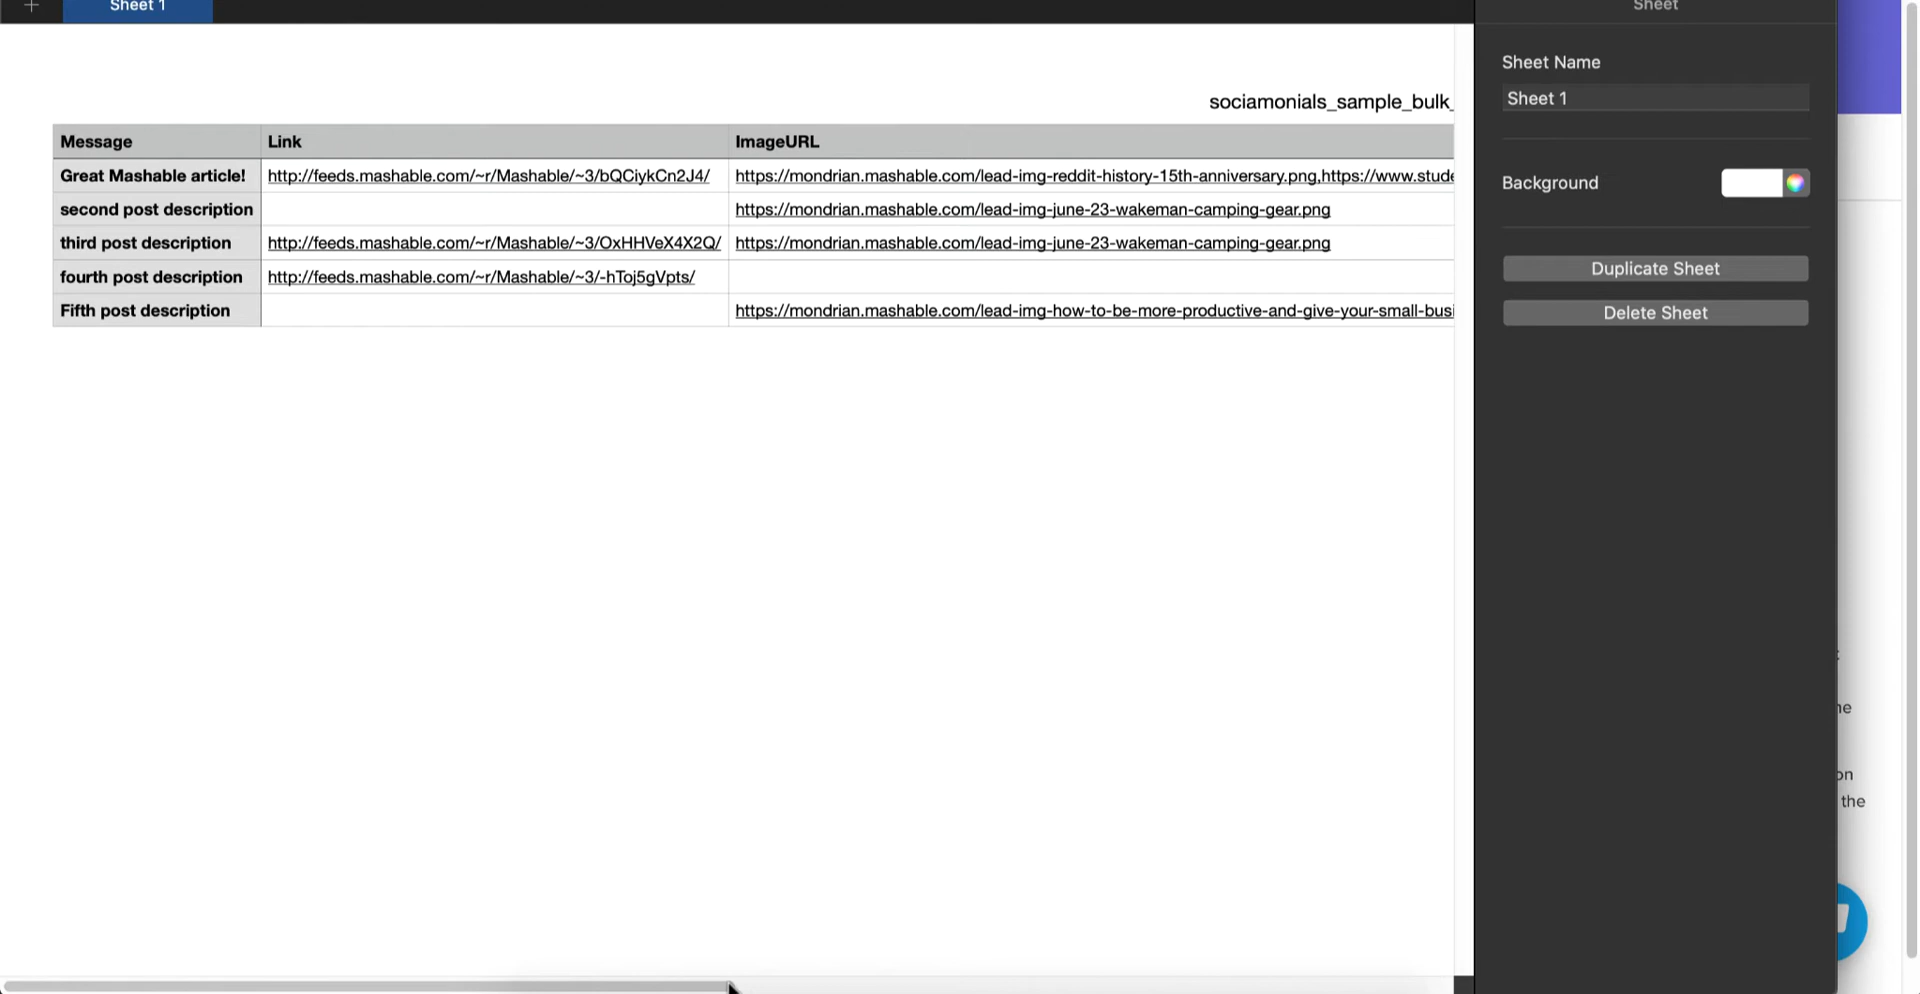 + Sheet 1
Sheet
Sheet Name
Sheet 1
sociamonials_sample_bulk_
Message Link ImageURL
Great Mashable article! http://feeds.mashable.com/~r/Mashable/~3/bQCiykCn2J4/ https://mondrian.mashable.com/lead-img-reddit-history-15th-anniversary.png,https://www.stude
second post description https://mondrian.mashable.com/lead-img-june-23-wakeman-camping-gear.png
third post description http://feeds.mashable.com/~r/Mashable/~3/OxHHVeX4X2Q/ https://mondrian.mashable.com/lead-img-june-23-wakeman-camping-gear.png
fourth post description http://feeds.mashable.com/~r/Mashable/~3/-hToj5gVpts/
Fifth post description https://mondrian.mashable.com/lead-img-how-to-be-more-productive-and-give-your-small-busi
Background
Duplicate Sheet
Delete Sheet
on
the